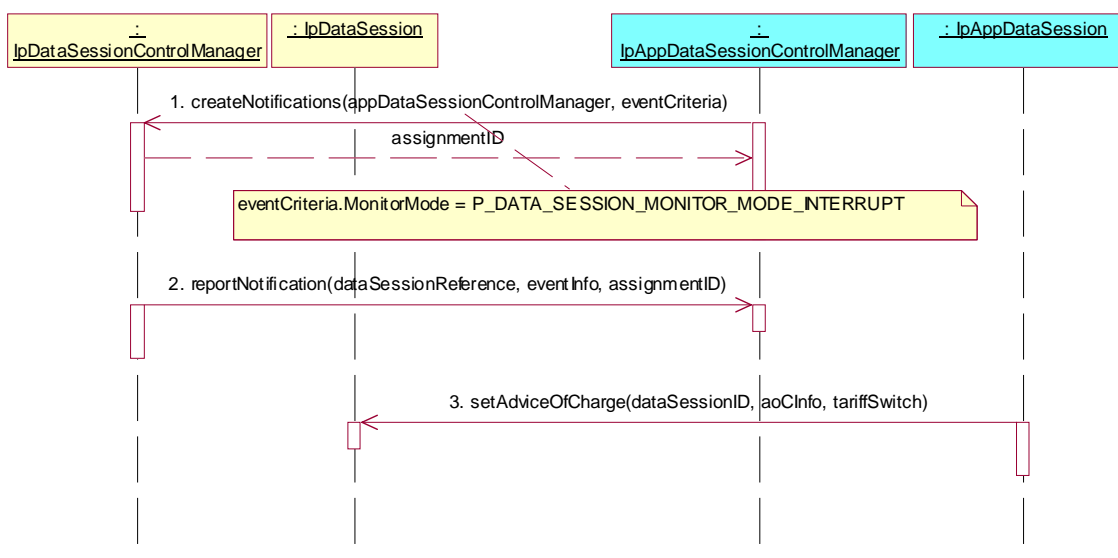 :
IpDataSessionControlManager
: IpDataSession
:
IpAppDataSessionControlManager
: IpAppDataSession
1. createNotifications(appDataSessionControlManager, eventCriteria)
assignmentID
eventCriteria.MonitorMode = P_DATA_SESSION_MONITOR_MODE_INTERRUPT
2. reportNotification(dataSessionReference, eventInfo, assignmentID)
3. setAdviceOfCharge(dataSessionID, aoCInfo, tariffSwitch)